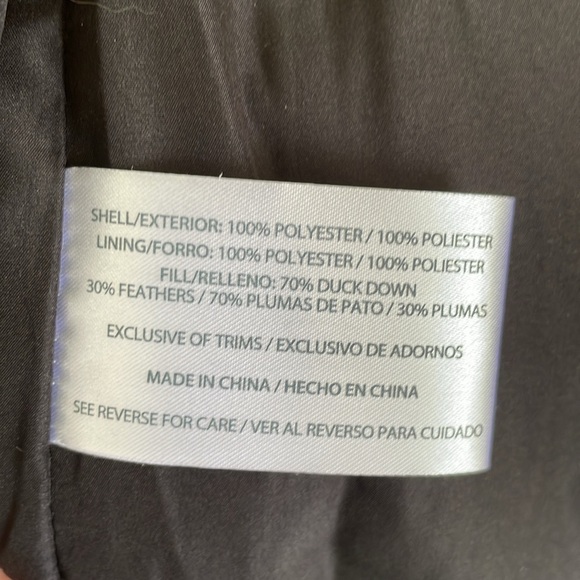 SHELL/EXTERIOR: 100% POLYESTER / 100% POLIESTER
LINING/FORRO: 100% POLYESTER / 100% POLIESTER
FILL/RELLENO: 70% DUCK DOWN
30% FEATHERS / 70% PLUMAS DE PATO / 30% PLUMAS
EXCLUSIVE OF TRIMS / EXCLUSIVO DE ADORNOS
MADE IN CHINA / HECHO EN CHINA
SEE REVERSE FOR CARE / VER AL REVERSO PARA CUIDADO